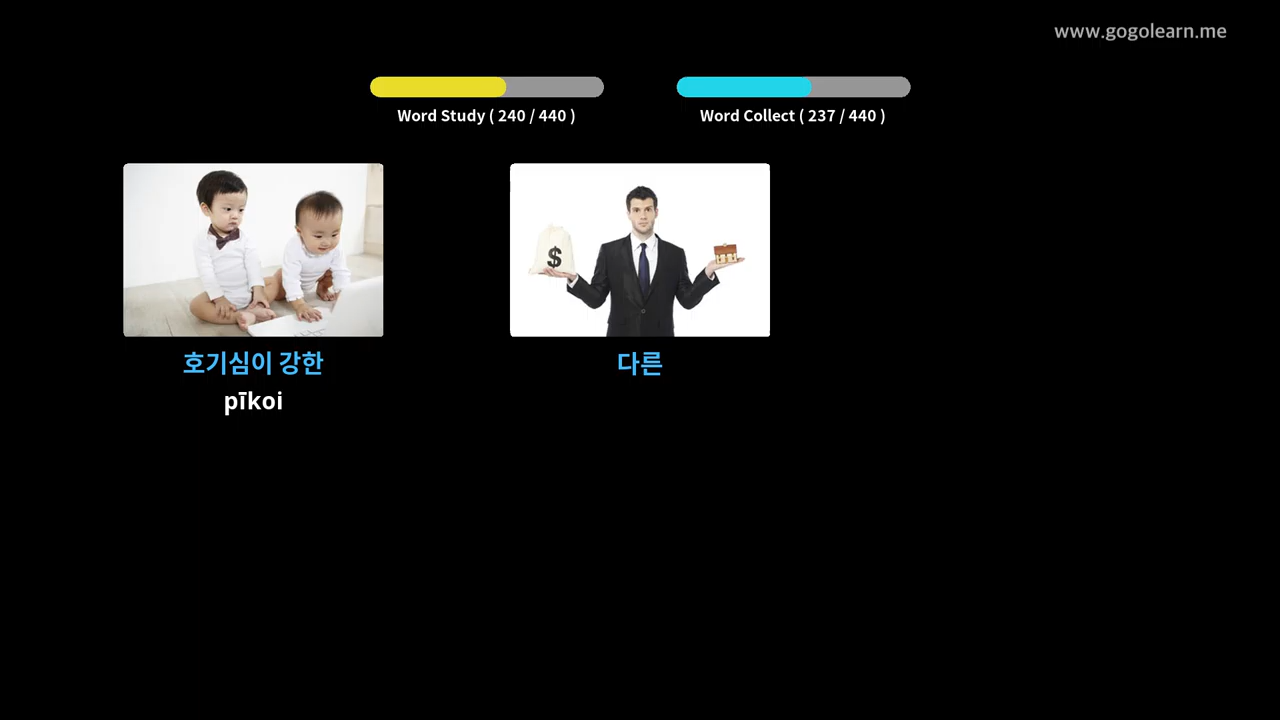 www.gogolearn.me
Word Study ( 240 / 440 )
Word Collect ( 237 / 440 )
$
호기심이 강한
pīkoi
다른